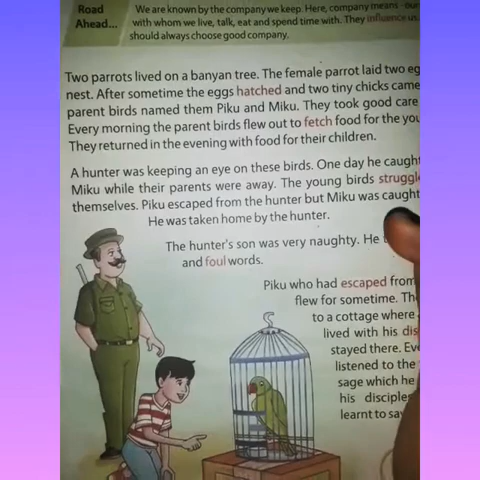 Road
Ahead...
We are known by the company we keep. Here, company means
with whom we live, talk, eat and spend time with. They influence us.
should always choose good company.
Two parrots lived on a banyan tree. The female parrot laid two
nest. After sometime the eggs hatched and two tiny chicks came
parent birds named them Piku and Miku. They took good care
Every morning the parent birds flew out to fetch food for the
They returned in the evening with food for their children.
A hunter was keeping an eye on these birds. One day he caught
Miku while their parents were away. The young birds
themselves. Piku escaped from the hunter but Miku was caught
He was taken home by the hunter.
The hunter's son was very naughty. He
and foul words.
Piku who had escaped from
flew for sometime.
to a cottage where
lived with his
stayed there.
listened to the
sage which he
his
learnt to